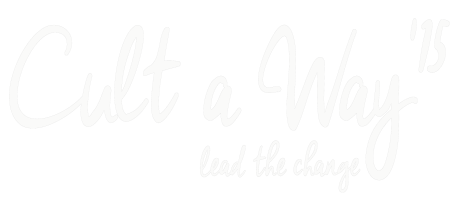 Cult a Way '15
lead the change